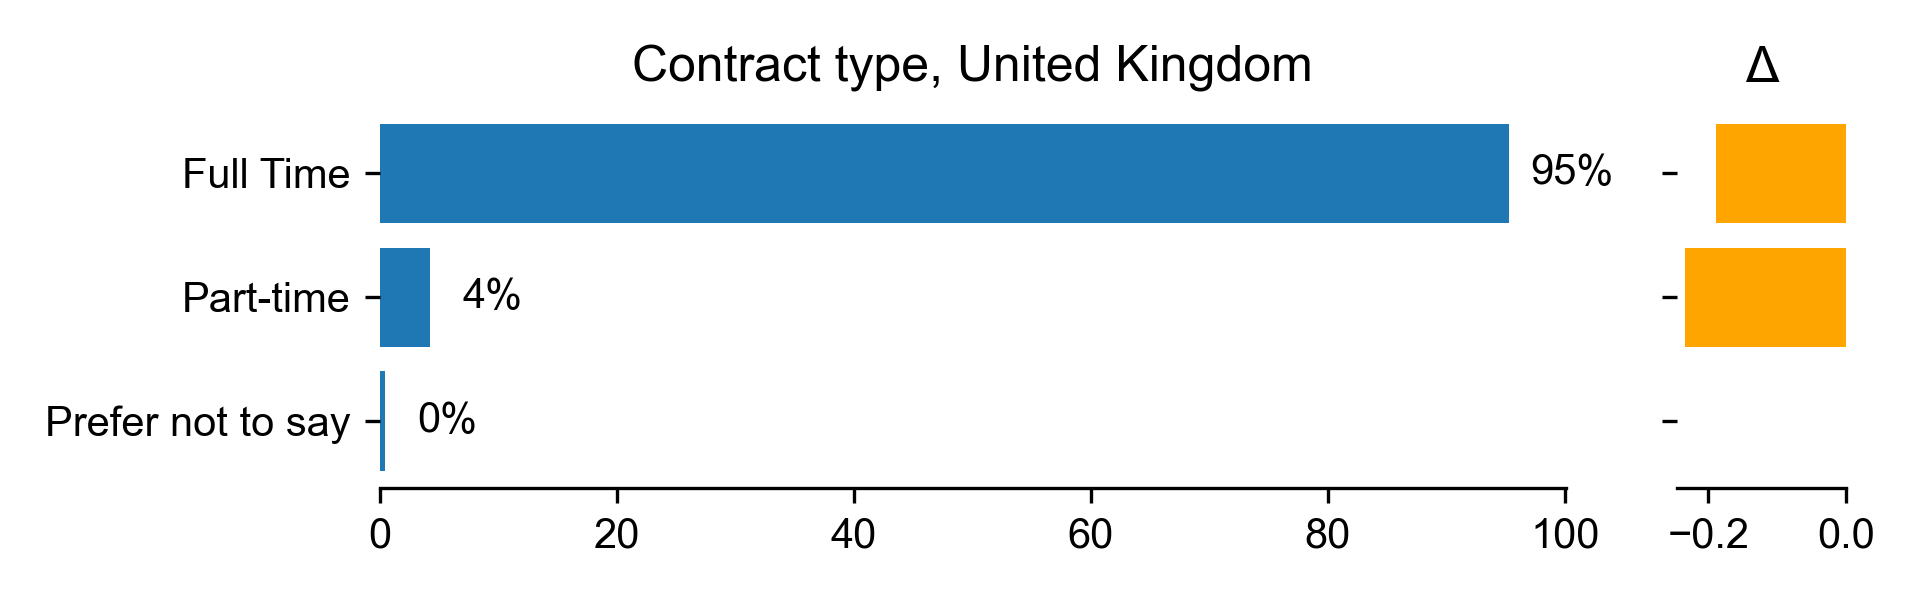 Contract type, United Kingdom
Δ
Full Time
95%
Part-time
4%
Prefer not to say
0%
0 20 40 60 80 100
−0.2 0.0